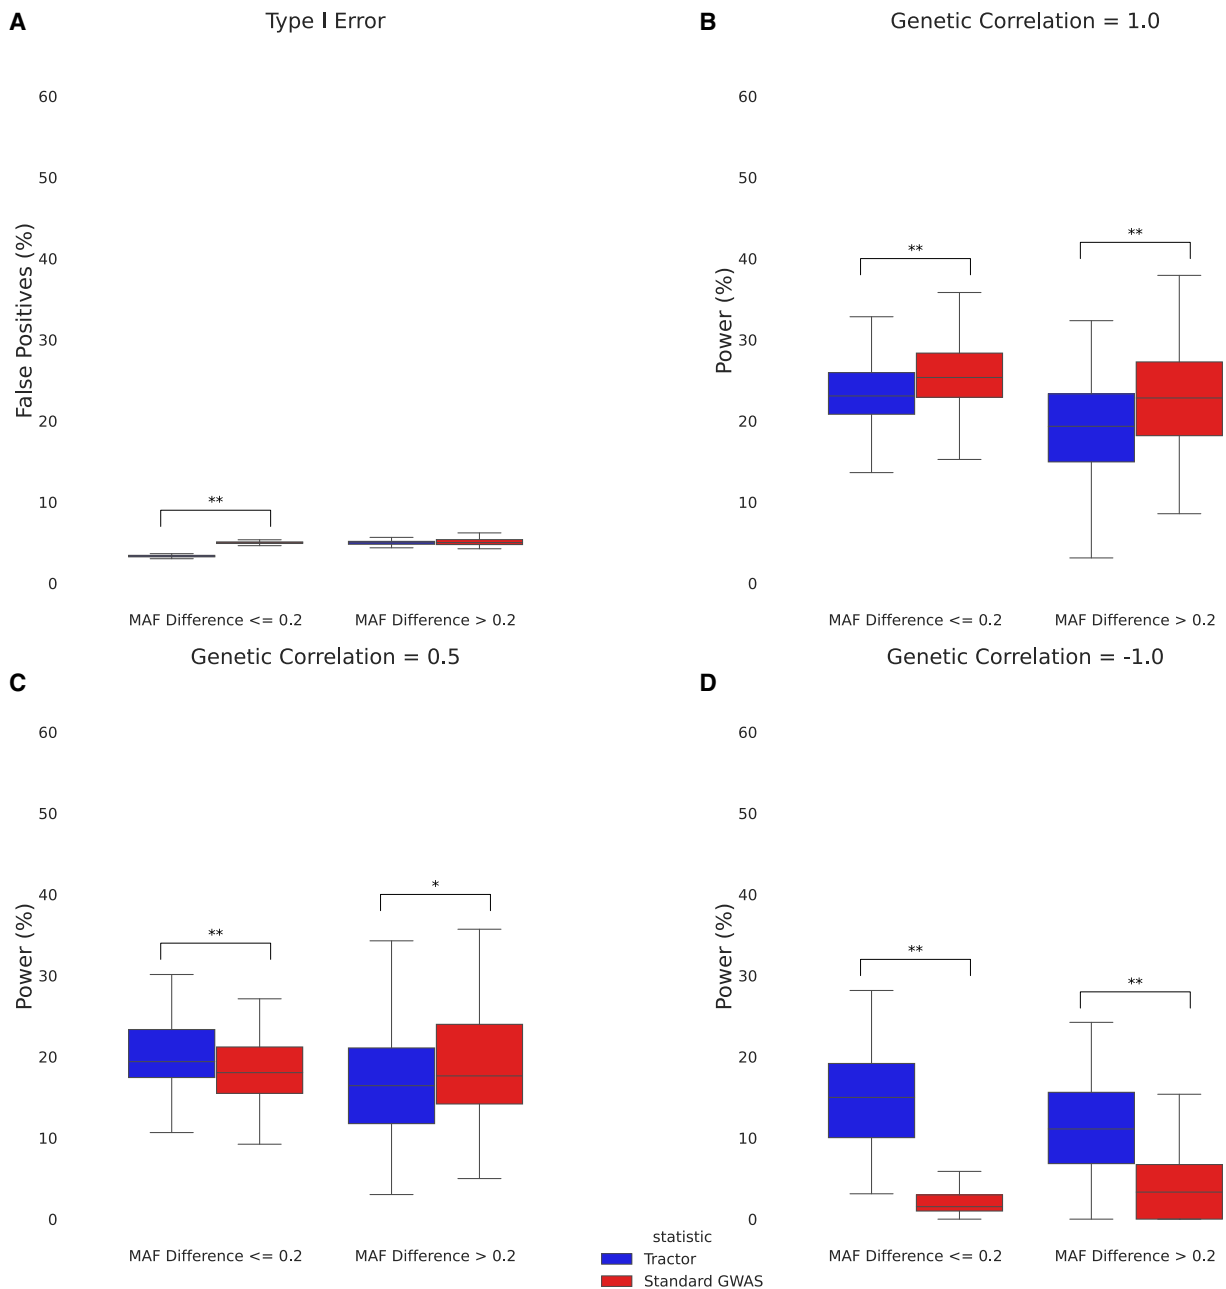 A
Type I Error
False Positives (%)
60
50
40
30
20
10
0
**
MAF Difference <= 0.2
MAF Difference > 0.2
B
Genetic Correlation = 1.0
Power (%)
60
50
40
30
20
10
0
**
**
MAF Difference <= 0.2
MAF Difference > 0.2
C
Genetic Correlation = 0.5
Power (%)
60
50
40
30
20
10
0
**
*
MAF Difference <= 0.2
MAF Difference > 0.2
D
Genetic Correlation = -1.0
Power (%)
60
50
40
30
20
10
0
**
**
MAF Difference <= 0.2
MAF Difference > 0.2
statistic
Tractor
Standard GWAS